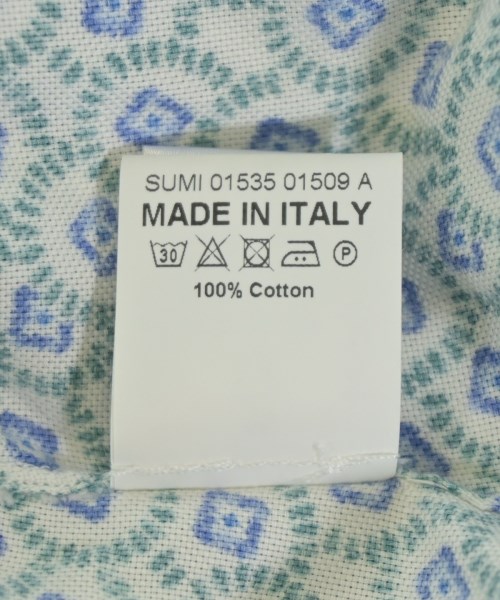 SUMI 01535 01509 A
MADE IN ITALY
30 P
100% Cotton